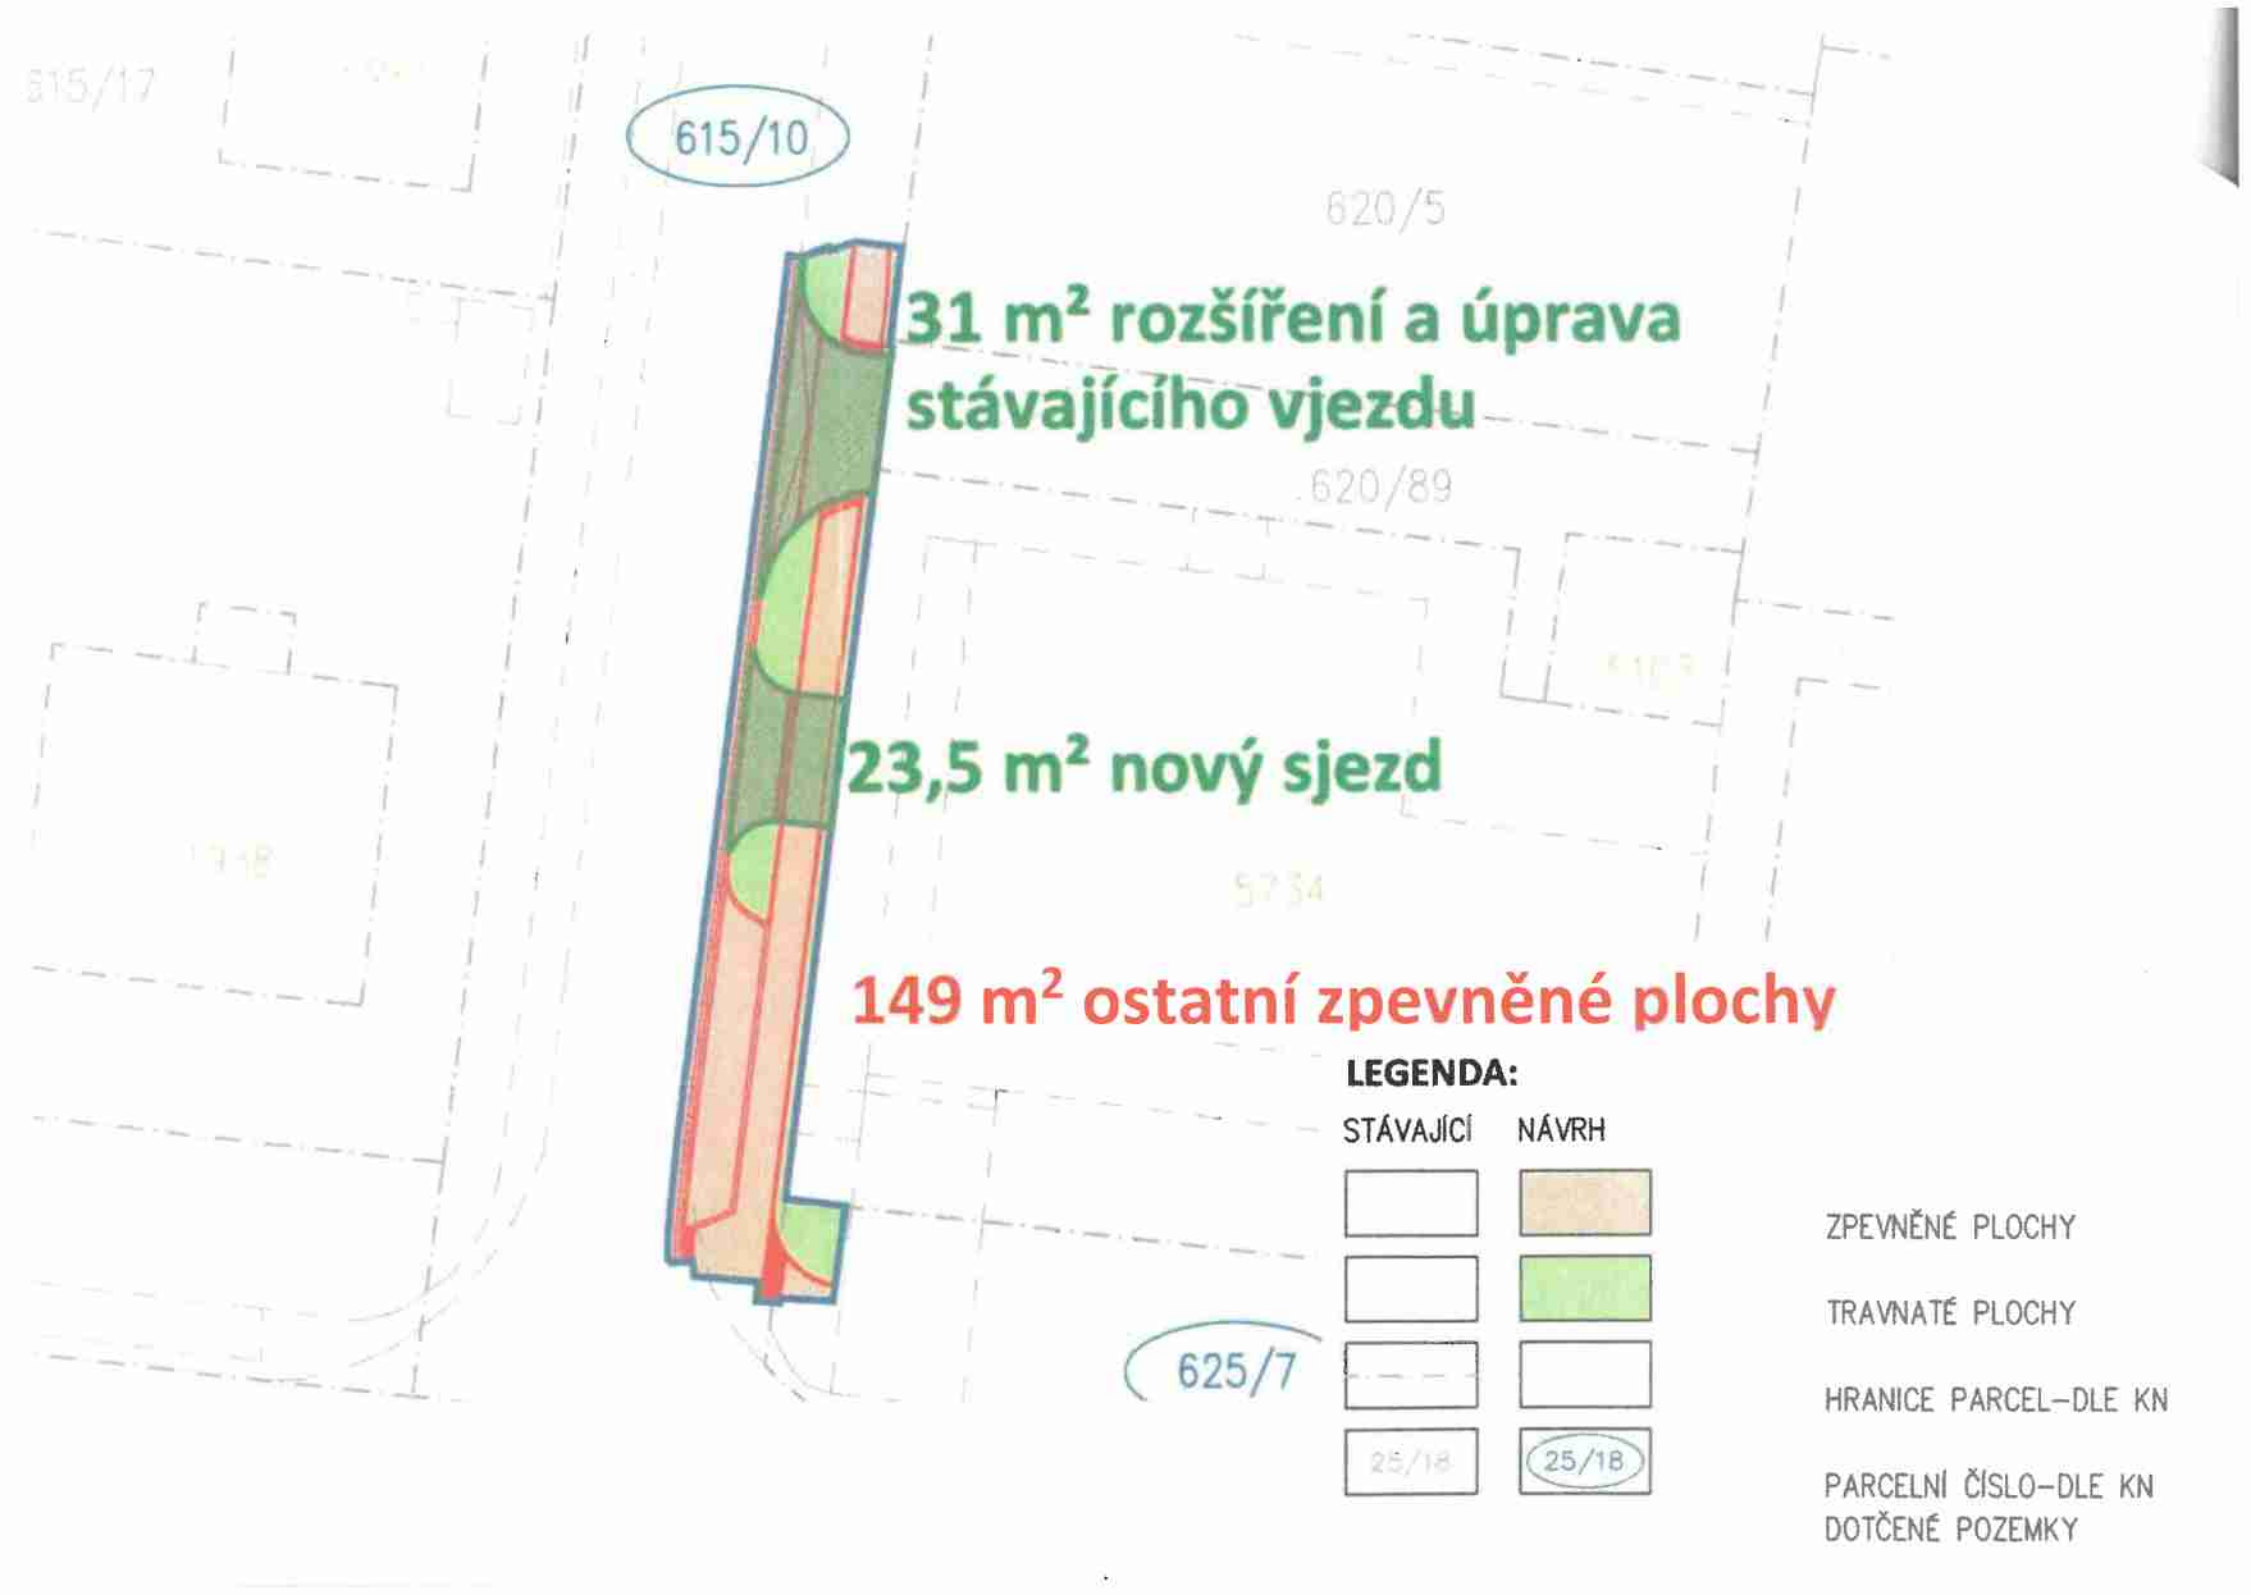 615/17
615/10
620/5
31 m² rozšíření a úprava
stávajícího vjezdu
620/89
23,5 m² nový sjezd
5734
149 m² ostatní zpevněné plochy
LEGENDA:
STÁVAJÍCÍ NÁVRH
ZPEVNĚNÉ PLOCHY
TRAVNATÉ PLOCHY
625/7
HRANICE PARCEL-DLE KN
25/18 25/18
PARCELNÍ ČÍSLO-DLE KN
DOTČENÉ POZEMKY